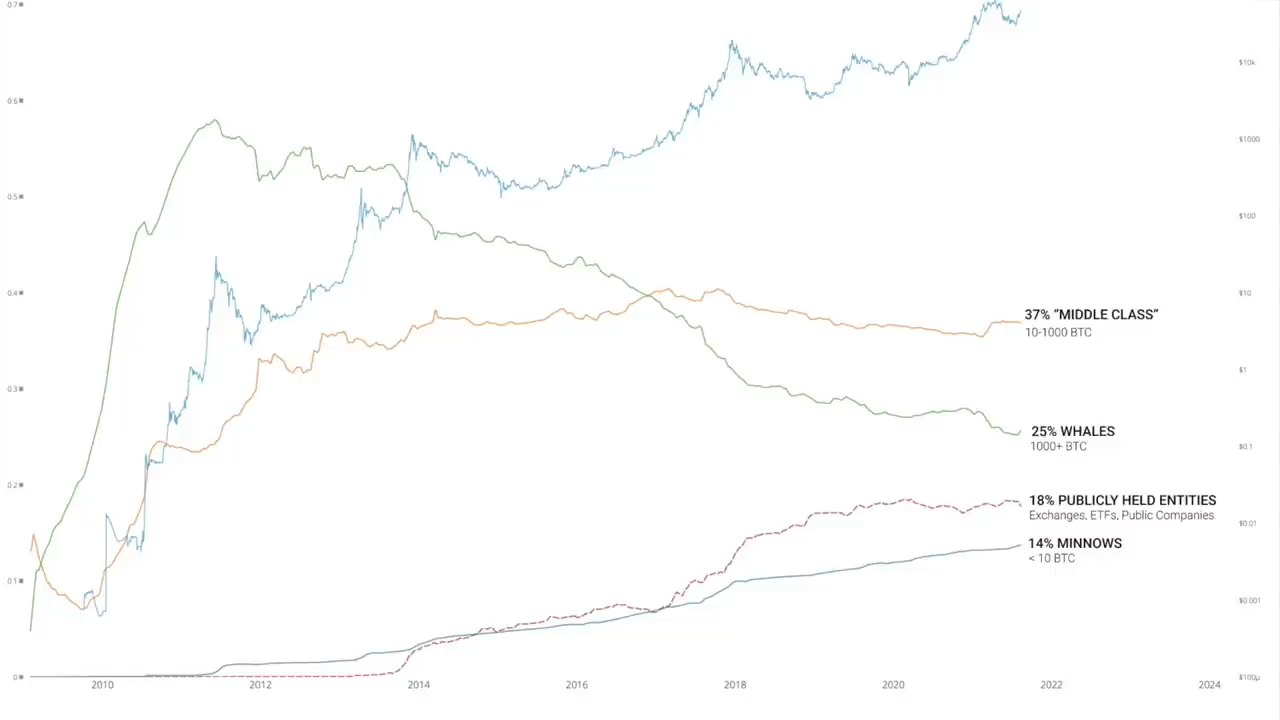 0.7
0.6
0.5
0.4
0.3
0.2
0.1
0
$10k
$1000
$100
$10
$1
$0.1
$0.01
$0.001
$100µ
37% “MIDDLE CLASS”
10-1000 BTC
25% WHALES
1000+ BTC
18% PUBLICLY HELD ENTITIES
Exchanges, ETFs, Public Companies
14% MINNOWS
< 10 BTC
2010 2012 2014 2016 2018 2020 2022 2024